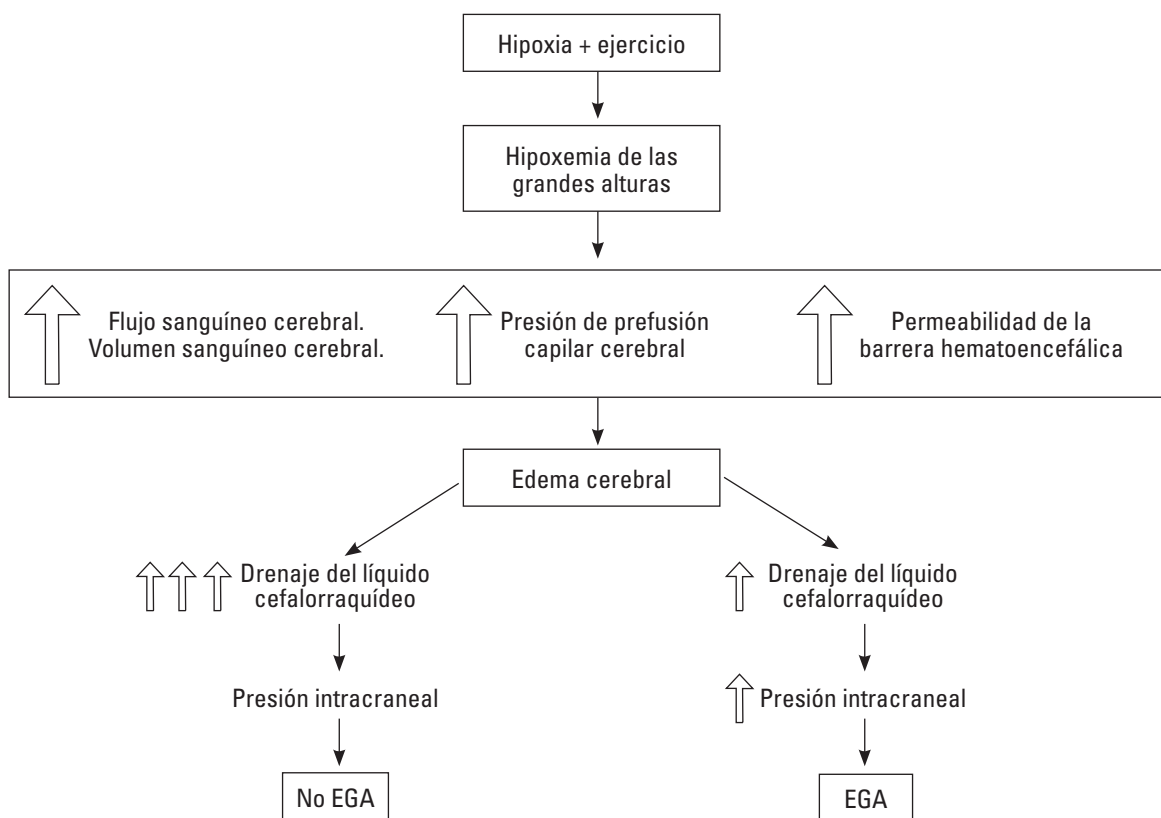 Hipoxia + ejercicio
Hipoxemia de las
grandes alturas
Flujo sanguíneo cerebral.
Volumen sanguíneo cerebral.
Presión de prefusión
capilar cerebral
Permeabilidad de la
barrera hematoencefálica
Edema cerebral
Drenaje del líquido
cefalorraquídeo
Drenaje del líquido
cefalorraquídeo
Presión intracraneal
Presión intracraneal
No EGA
EGA